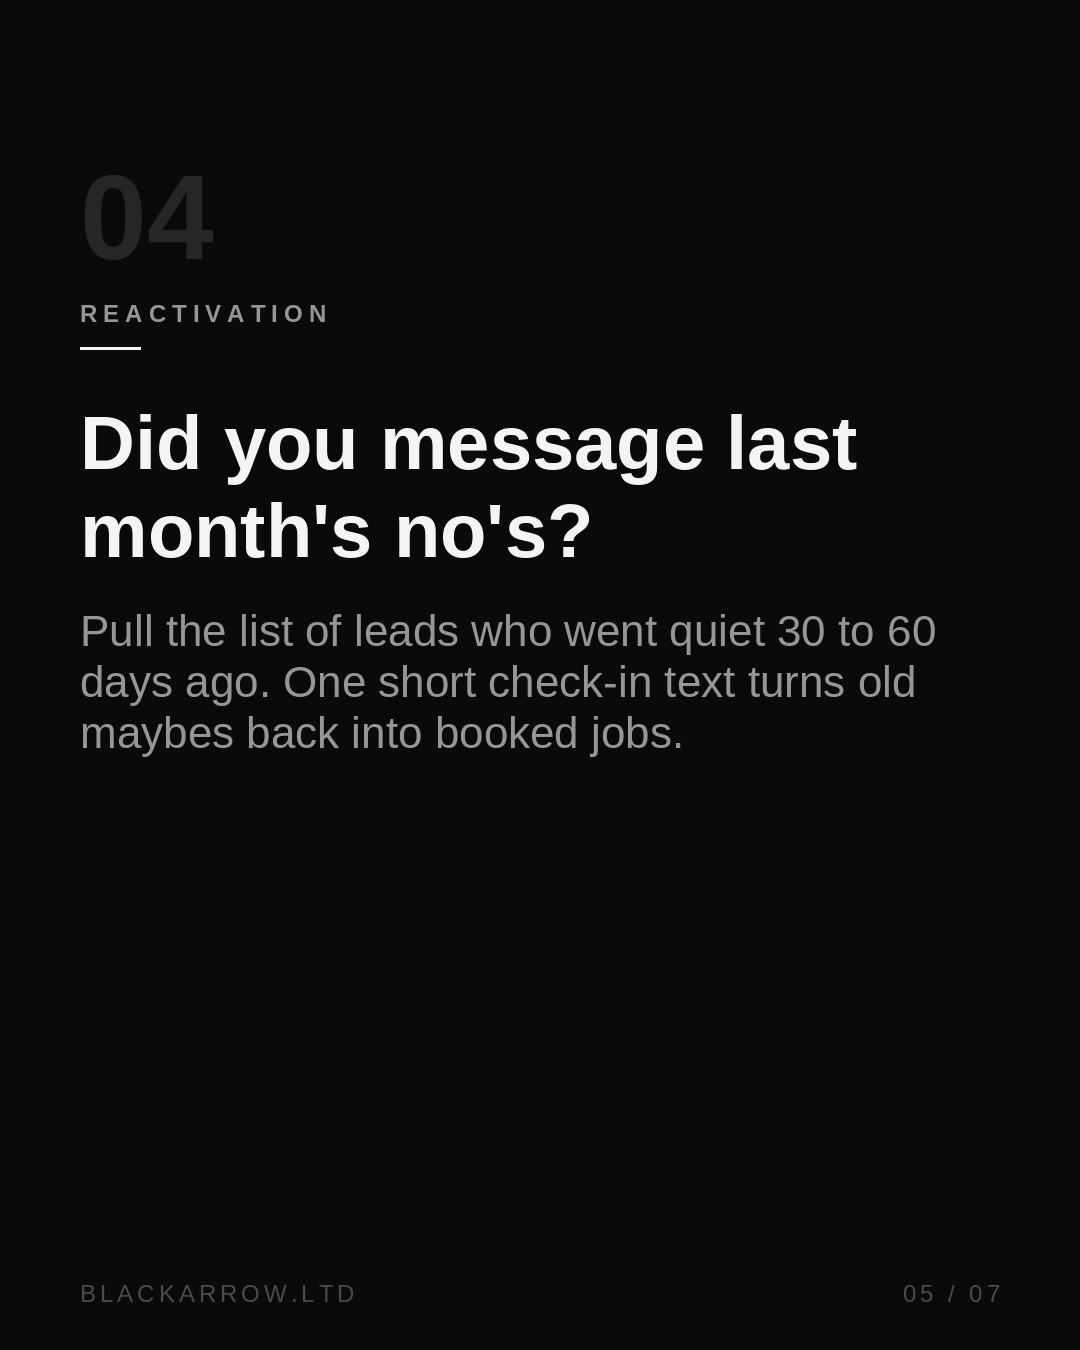 04
REACTIVATION
Did you message last
month's no's?
Pull the list of leads who went quiet 30 to 60
days ago. One short check-in text turns old
maybes back into booked jobs.
BLACKARROW.LTD
05 / 07